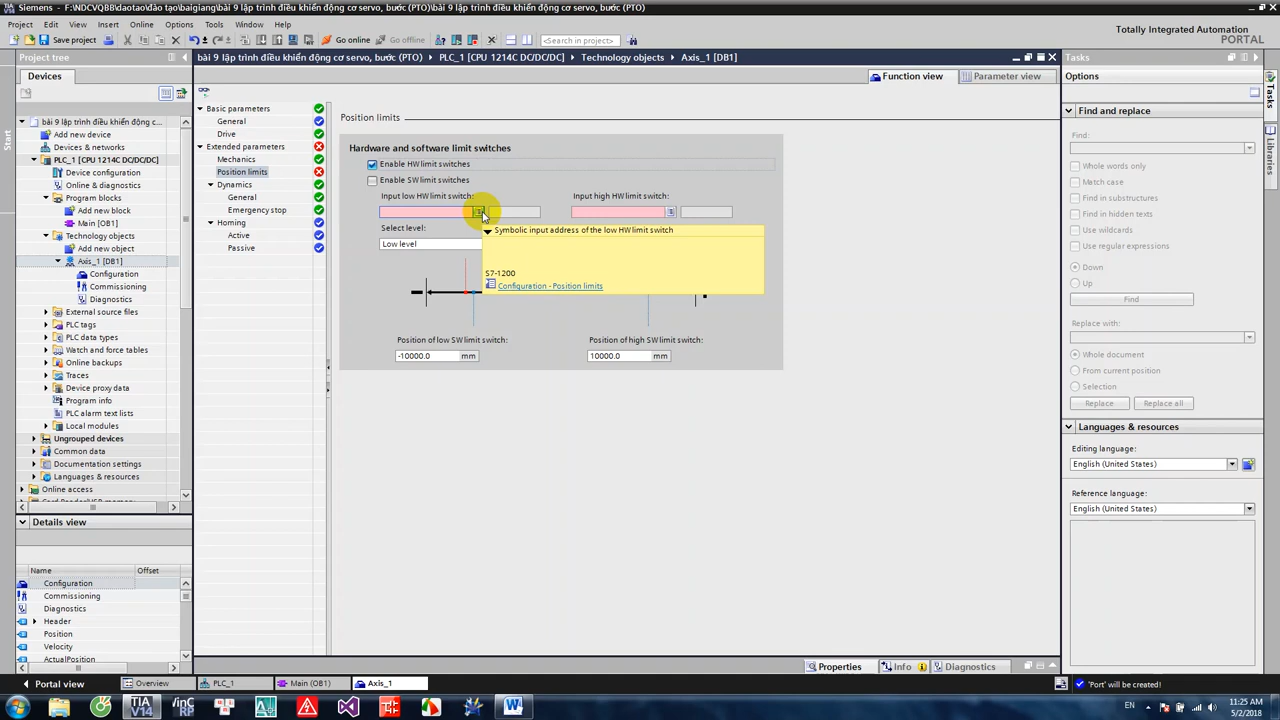 Siemens - F:\NDCVQBB\daotao\đào tạo\baigiang\bài 9 lập trình điều khiển động cơ servo, bước (PTO)\bài 9 lập trình điều khiển động cơ servo, bước (PTO)
Project Edit View Insert Online Options Tools Window Help
Totally Integrated Automation
PORTAL
Save project
Go online
Go offline
<Search in project>
Project tree
bài 9 lập trình điều khiển động cơ servo, bước (PTO) ▸ PLC_1 [CPU 1214C DC/DC/DC] ▸ Technology objects ▸ Axis_1 [DB1]
Tasks
Devices
Function view
Parameter view
Options
Start
Tasks
Libraries
bài 9 lập trình điều khiển động c...
Add new device
Devices & networks
PLC_1 [CPU 1214C DC/DC/DC]
Device configuration
Online & diagnostics
Program blocks
Add new block
Main [OB1]
Technology objects
Add new object
Axis_1 [DB1]
Configuration
Commissioning
Diagnostics
External source files
PLC tags
PLC data types
Watch and force tables
Online backups
Traces
Device proxy data
Program info
PLC alarm text lists
Local modules
Ungrouped devices
Common data
Documentation settings
Languages & resources
Online access
Card Reader/USB memory
Basic parameters
General
Drive
Extended parameters
Mechanics
Position limits
Dynamics
General
Emergency stop
Homing
Active
Passive
Position limits
Hardware and software limit switches
Enable HW limit switches
Enable SW limit switches
Input low HW limit switch:
Input high HW limit switch:
Select level:
Low level
Symbolic input address of the low HW limit switch
S7-1200
Configuration - Position limits
Position of low SW limit switch:
Position of high SW limit switch:
-10000.0 mm
10000.0 mm
Find and replace
Find:
Whole words only
Match case
Find in substructures
Find in hidden texts
Use wildcards
Use regular expressions
Down
Up
Find
Replace with:
Whole document
From current position
Selection
Replace
Replace all
Languages & resources
Editing language:
English (United States)
Reference language:
English (United States)
Details view
Name Offset
Configuration
Commissioning
Diagnostics
Header
Position
Velocity
ActualPosition
Properties
Info
Diagnostics
Portal view
Overview
PLC_1
Main (OB1)
Axis_1
'Port' will be created!
TIA
V14
EN
11:25 AM
5/2/2018